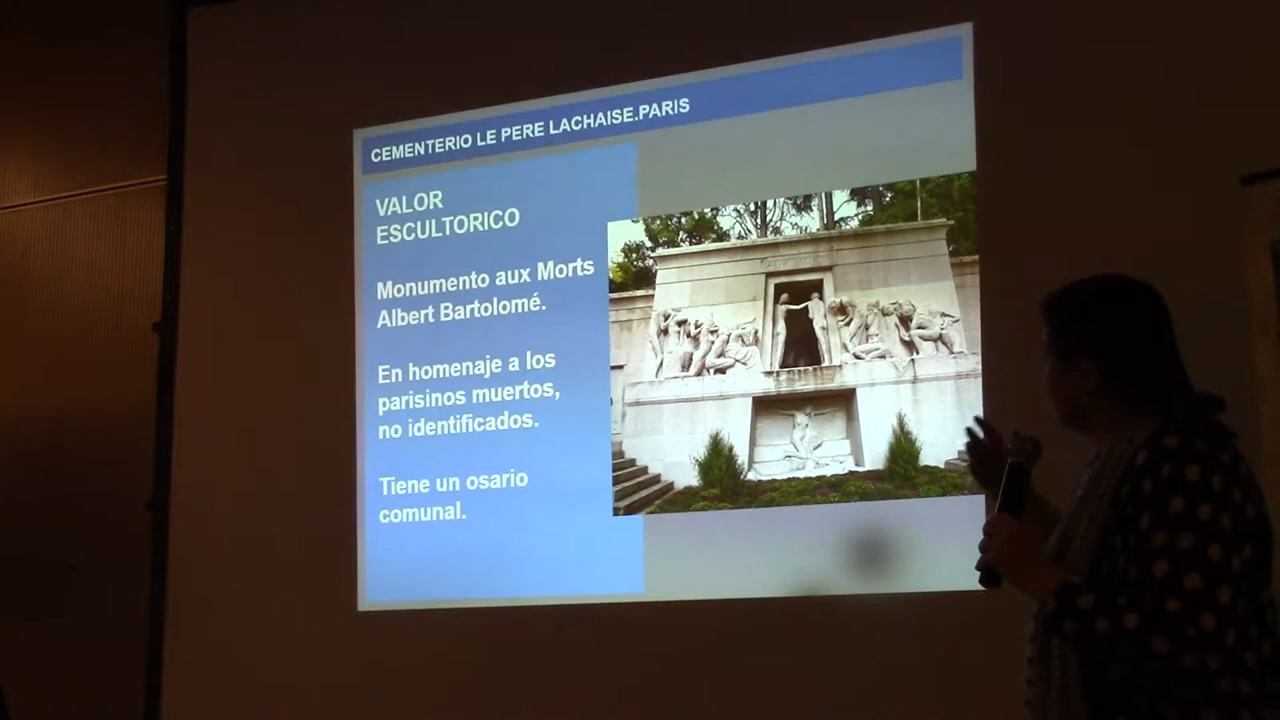 CEMENTERIO LE PERE LACHAISE.PARIS
VALOR
ESCULTORICO
Monumento aux Morts
Albert Bartolomé.
En homenaje a los
parisinos muertos,
no identificados.
Tiene un osario
comunal.